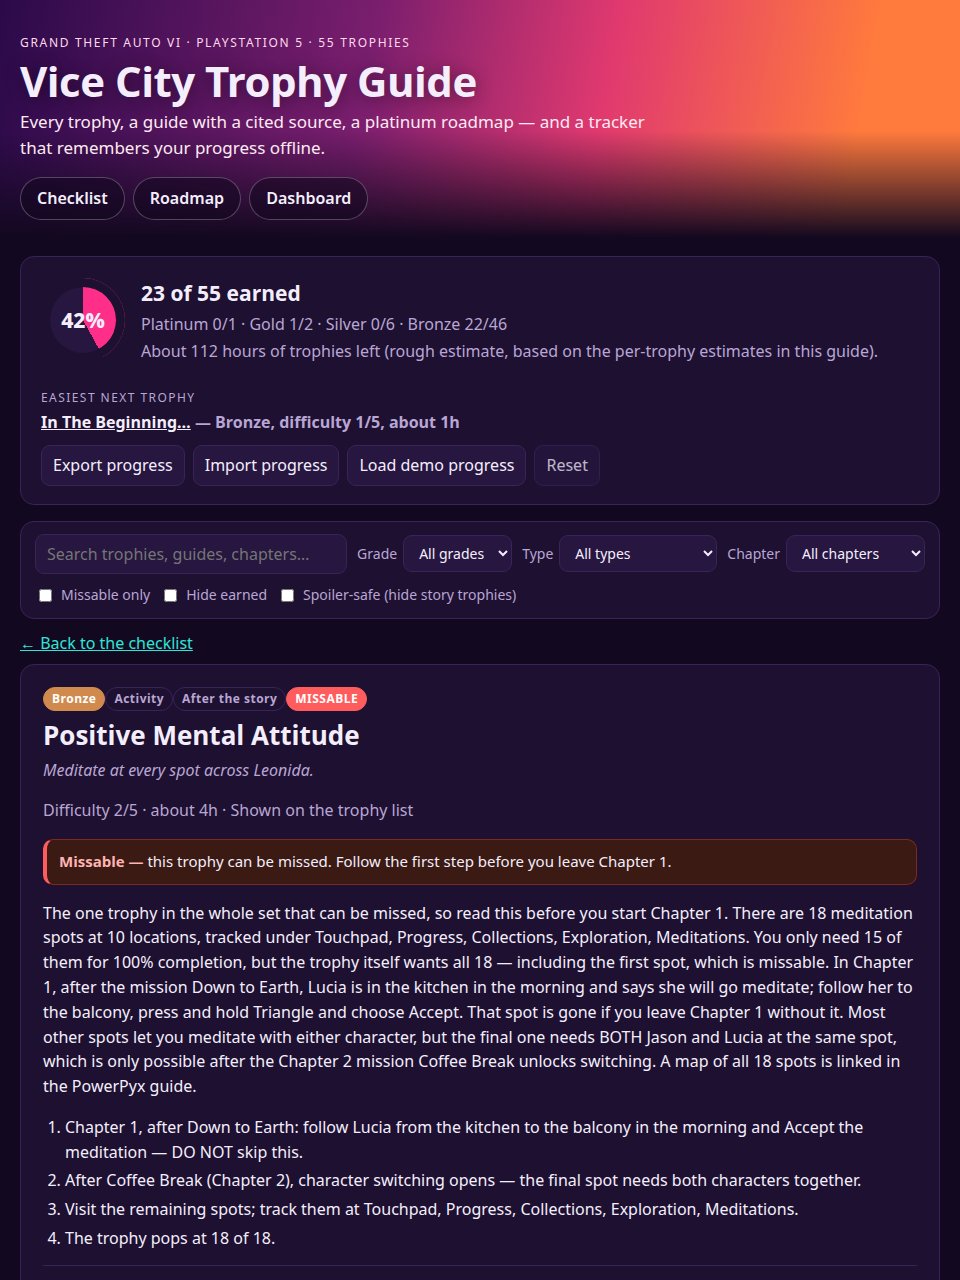 GRAND THEFT AUTO VI · PLAYSTATION 5 · 55 TROPHIES
Vice City Trophy Guide
Every trophy, a guide with a cited source, a platinum roadmap — and a tracker
that remembers your progress offline.
Checklist Roadmap Dashboard
42%
23 of 55 earned
Platinum 0/1 · Gold 1/2 · Silver 0/6 · Bronze 22/46
About 112 hours of trophies left (rough estimate, based on the per-trophy estimates in this guide).
EASIEST NEXT TROPHY
In The Beginning... — Bronze, difficulty 1/5, about 1h
Export progress Import progress Load demo progress Reset
Search trophies, guides, chapters... Grade All grades Type All types Chapter All chapters
Missable only Hide earned Spoiler-safe (hide story trophies)
← Back to the checklist
Bronze Activity After the story MISSABLE
Positive Mental Attitude
Meditate at every spot across Leonida.
Difficulty 2/5 · about 4h · Shown on the trophy list
Missable — this trophy can be missed. Follow the first step before you leave Chapter 1.
The one trophy in the whole set that can be missed, so read this before you start Chapter 1. There are 18 meditation
spots at 10 locations, tracked under Touchpad, Progress, Collections, Exploration, Meditations. You only need 15 of
them for 100% completion, but the trophy itself wants all 18 — including the first spot, which is missable. In Chapter
1, after the mission Down to Earth, Lucia is in the kitchen in the morning and says she will go meditate; follow her to
the balcony, press and hold Triangle and choose Accept. That spot is gone if you leave Chapter 1 without it. Most
other spots let you meditate with either character, but the final one needs BOTH Jason and Lucia at the same spot,
which is only possible after the Chapter 2 mission Coffee Break unlocks switching. A map of all 18 spots is linked in
the PowerPyx guide.
1. Chapter 1, after Down to Earth: follow Lucia from the kitchen to the balcony in the morning and Accept the
meditation — DO NOT skip this.
2. After Coffee Break (Chapter 2), character switching opens — the final spot needs both characters together.
3. Visit the remaining spots; track them at Touchpad, Progress, Collections, Exploration, Meditations.
4. The trophy pops at 18 of 18.